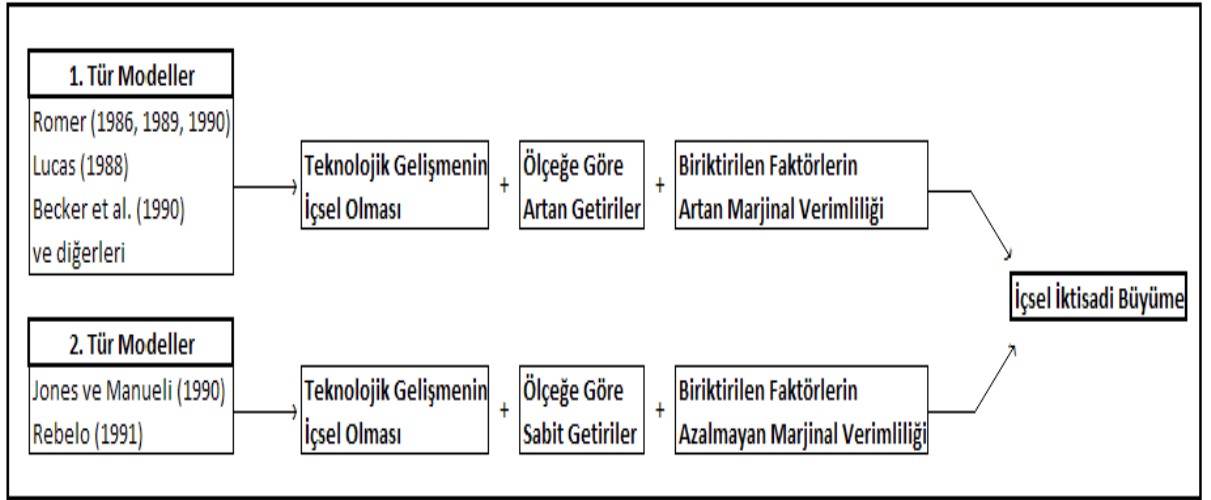 1. Tür Modeller
Romer (1986, 1989, 1990)
Lucas (1988)
Becker et al. (1990)
ve diğerleri
Teknolojik Gelişmenin
İçsel Olması
+
Ölçeğe Göre
Artan Getiriler
+
Biriktirilen Faktörlerin
Artan Marjinal Verimliliği
İçsel İktisadi Büyüme
2. Tür Modeller
Jones ve Manueli (1990)
Rebelo (1991)
Teknolojik Gelişmenin
İçsel Olması
+
Ölçeğe Göre
Sabit Getiriler
+
Biriktirilen Faktörlerin
Azalmayan Marjinal Verimliliği